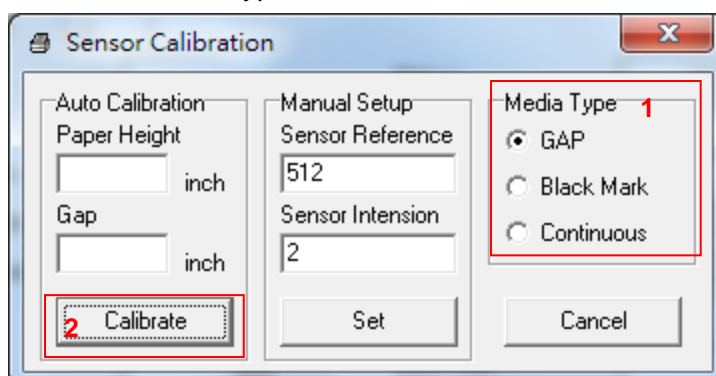 Sensor Calibration
Auto Calibration
Paper Height
inch
Gap
inch
2 Calibrate
Manual Setup
Sensor Reference
512
Sensor Intension
2
Set
Media Type 1
GAP
Black Mark
Continuous
Cancel